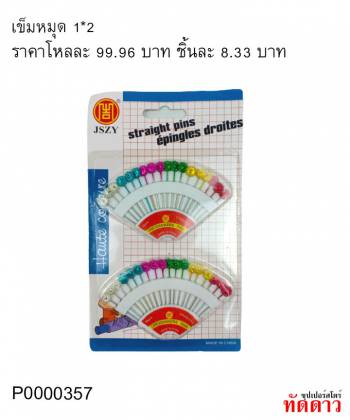 เข็มหมุด 1*2
ราคาโหลละ 99.96 บาท ชิ้นละ 8.33 บาท
JSZY
straight pins
épingles droites
Haute couture
MADE IN CHINA
P0000357
ซุปเปอร์สโตร์
ทัดดาว